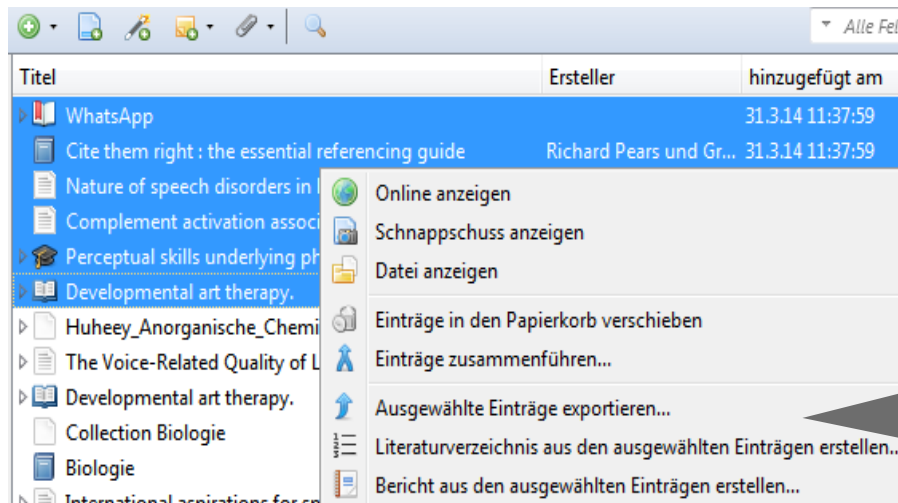 Alle Fel
Titel Ersteller hinzugefügt am
WhatsApp 31.3.14 11:37:59
Cite them right : the essential referencing guide Richard Pears und Gr... 31.3.14 11:37:59
Nature of speech disorders in
Complement activation associ
Perceptual skills underlying ph
Developmental art therapy.
Huheey_Anorganische_Chemi
The Voice-Related Quality of L
Developmental art therapy.
Collection Biologie
Biologie
International aspirations for sp
Online anzeigen
Schnappschuss anzeigen
Datei anzeigen
Einträge in den Papierkorb verschieben
Einträge zusammenführen...
Ausgewählte Einträge exportieren...
Literaturverzeichnis aus den ausgewählten Einträgen erstellen..
Bericht aus den ausgewählten Einträgen erstellen...